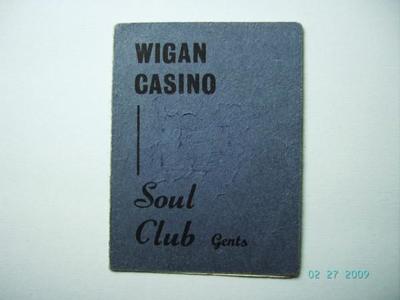 WIGAN
CASINO
Soul
Club Gents
02 27 2009